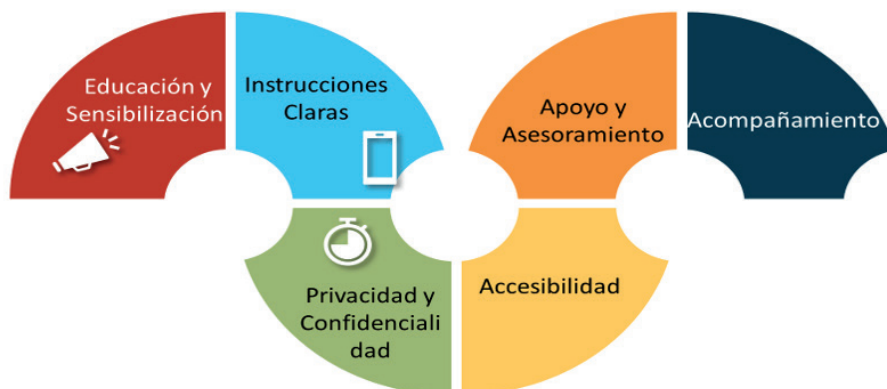 Educación y
Sensibilización
Instrucciones
Claras
Privacidad y
Confidenciali
dad
Accesibilidad
Apoyo y
Asesoramiento
Acompañamiento